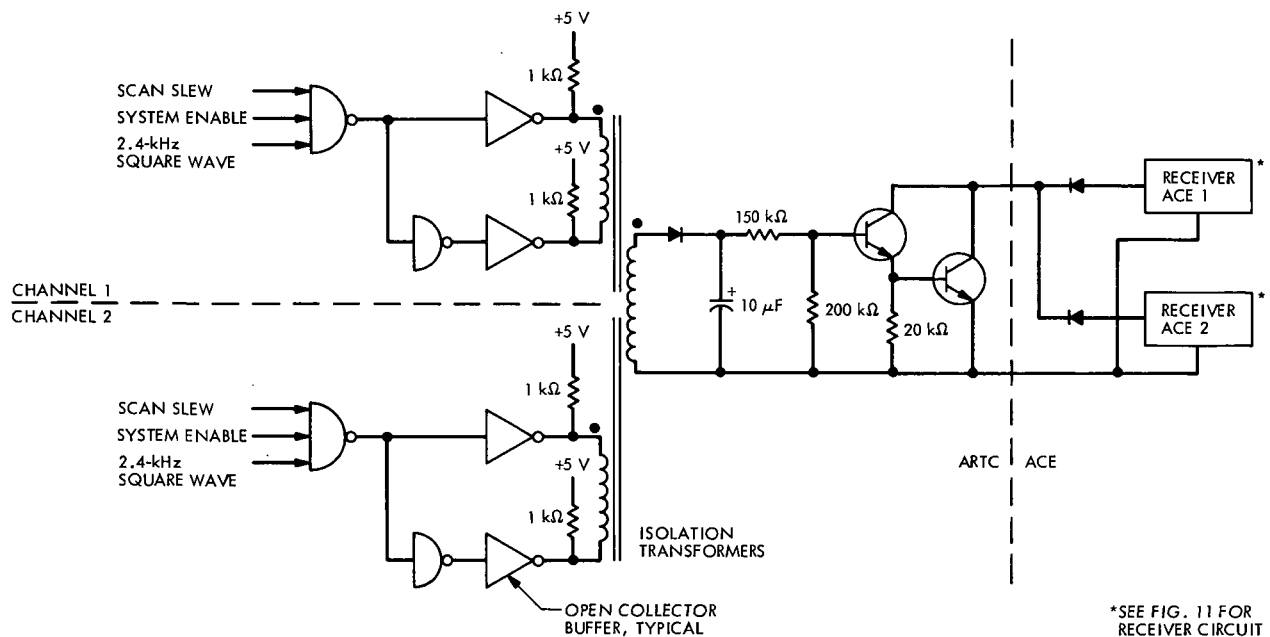 +5 V
1 kΩ
SCAN SLEW
SYSTEM ENABLE
2.4-kHz
SQUARE WAVE
+5 V
1 kΩ
CHANNEL 1
CHANNEL 2
150 kΩ
+
10 µF
200 kΩ
20 kΩ
RECEIVER
ACE 1
*
RECEIVER
ACE 2
*
+5 V
1 kΩ
SCAN SLEW
SYSTEM ENABLE
2.4-kHz
SQUARE WAVE
+5 V
1 kΩ
ISOLATION
TRANSFORMERS
ARTC
ACE
OPEN COLLECTOR
BUFFER, TYPICAL
*SEE FIG. 11 FOR
RECEIVER CIRCUIT